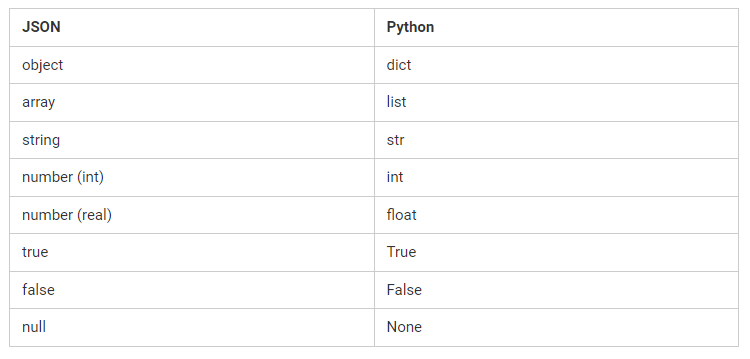 JSON Python
object dict
array list
string str
number (int) int
number (real) float
true True
false False
null None